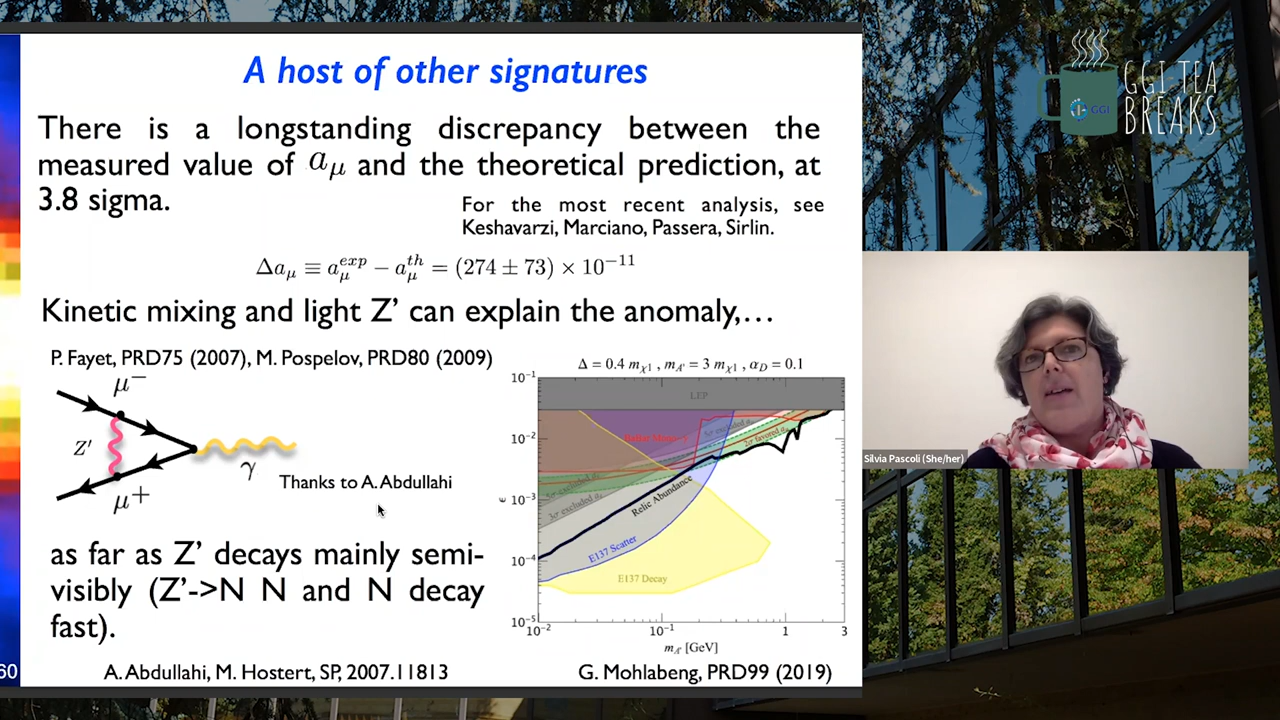 A host of other signatures
There is a longstanding discrepancy between the
measured value of aμ and the theoretical prediction, at
3.8 sigma.
For the most recent analysis, see
Keshavarzi, Marciano, Passera, Sirlin.
Δaμ ≡ aμ^exp − aμ^th = (274 ± 73) × 10^−11
Kinetic mixing and light Z' can explain the anomaly,…
P. Fayet, PRD75 (2007), M. Pospelov, PRD80 (2009)
μ−
Z'
μ+
γ
Thanks to A. Abdullahi
as far as Z' decays mainly semi-
visibly (Z'->N N and N decay
fast).
A. Abdullahi, M. Hostert, SP, 2007.11813
60
Δ = 0.4 mχ1 , mA' = 3 mχ1 , αD = 0.1
10^−1
10^−2
10^−3
10^−4
10^−5
ϵ
LEP
2σ favored
3σ excluded
Relic Abundance
E137 Scatter
E137 Decay
10^−2
10^−1
1
3
mA' [GeV]
G. Mohlabeng, PRD99 (2019)
GGI TEA
BREAKS
GGI
Silvia Pascoli (She/her)